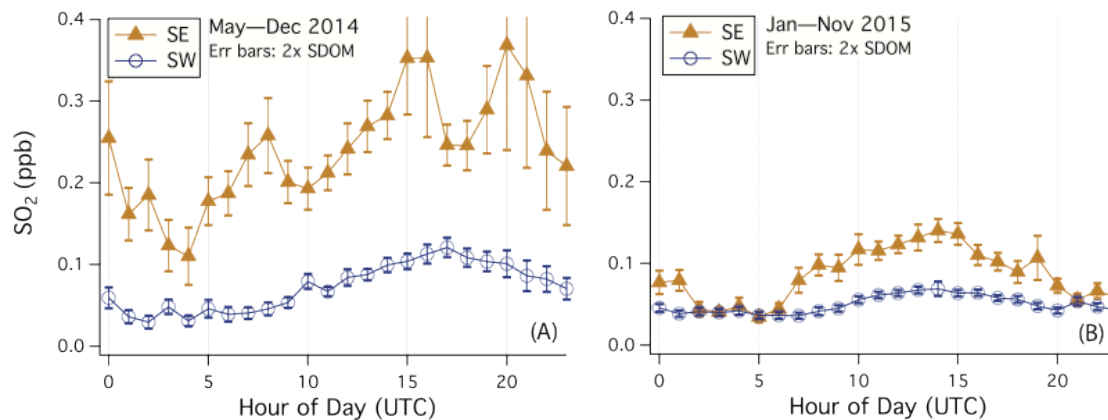 0.4
0.3
0.2
0.1
0.0
SO2 (ppb)
SE
SW
May—Dec 2014
Err bars: 2x SDOM
(A)
0 5 10 15 20
Hour of Day (UTC)
0.4
0.3
0.2
0.1
0.0
SE
SW
Jan—Nov 2015
Err bars: 2x SDOM
(B)
0 5 10 15 20
Hour of Day (UTC)